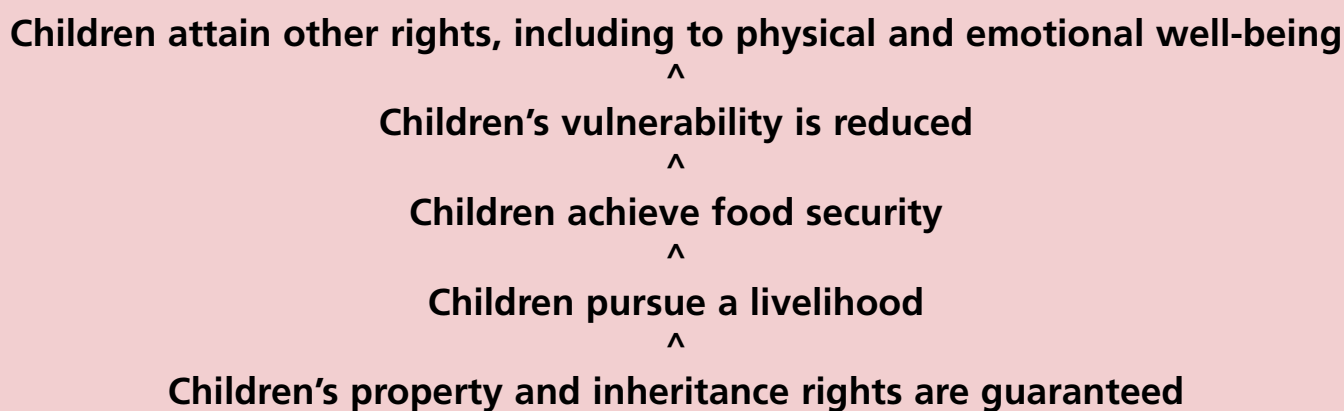 Children attain other rights, including to physical and emotional well-being
^
Children’s vulnerability is reduced
^
Children achieve food security
^
Children pursue a livelihood
^
Children’s property and inheritance rights are guaranteed